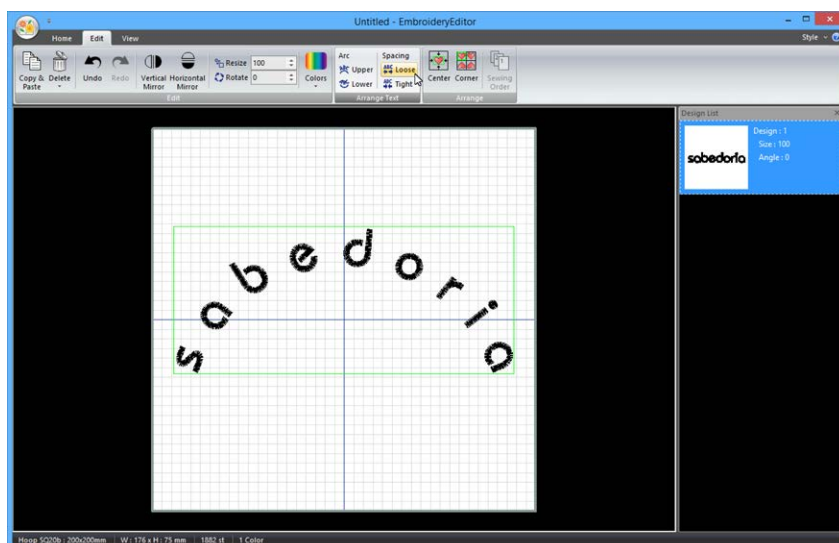 Untitled - EmbroideryEditor
Home Edit View Style
Copy & Paste
Delete
Undo
Redo
Vertical Mirror
Horizontal Mirror
Resize 100
Rotate 0
Colors
Edit
Arc
Upper
Lower
Spacing
Loose
Tight
Arrange Text
Center
Corner
Sewing Order
Arrange
Design List
sabedoria
Design : 1
Size : 100
Angle : 0
sabedoria
Hoop SQ20b : 200x200mm W : 176 x H : 75 mm 1882 st 1 Color